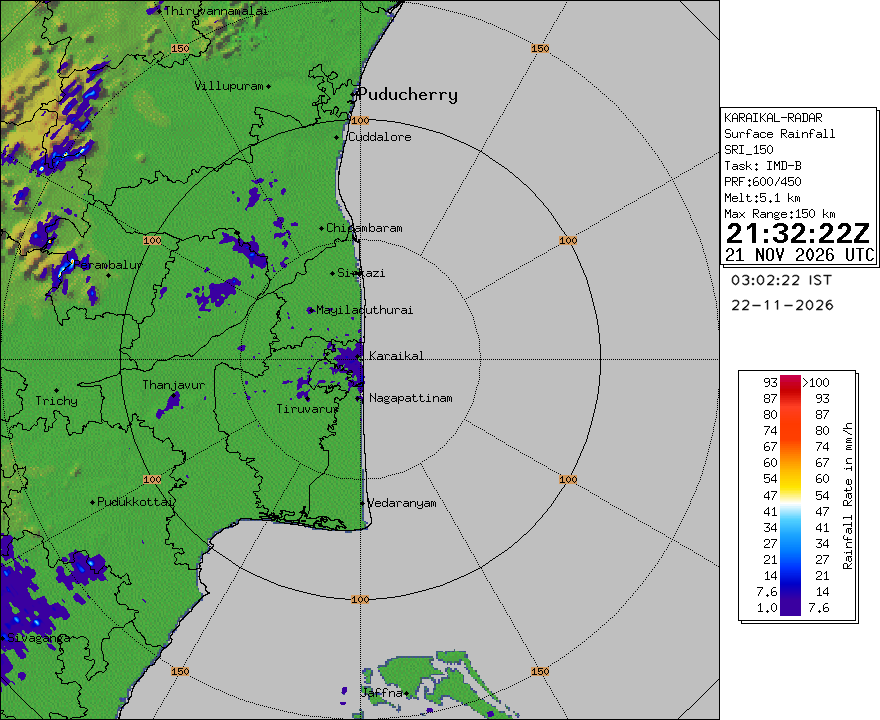 Thiruvannamalai
150
150
Villupuram
Puducherry
100
Cuddalore
Chidambaram
100
100
Perambalur
Sirkazi
Mayiladuthurai
Karaikal
Thanjavur
Trichy
Nagapattinam
Tiruvarur
100
100
Pudukkottai
Vedaranyam
100
Sivaganga
150
150
Jaffna
KARAIKAL-RADAR
Surface Rainfall
SRI_150
Task: IMD-B
PRF:600/450
Melt:5.1 km
Max Range:150 km
21:32:22Z
21 NOV 2026 UTC
03:02:22 IST
22-11-2026
93 >100
87 93
80 87
74 80
67 74
60 67
54 60
47 54
41 47
34 41
27 34
21 27
14 21
7.6 14
1.0 7.6
Rainfall Rate in mm/h